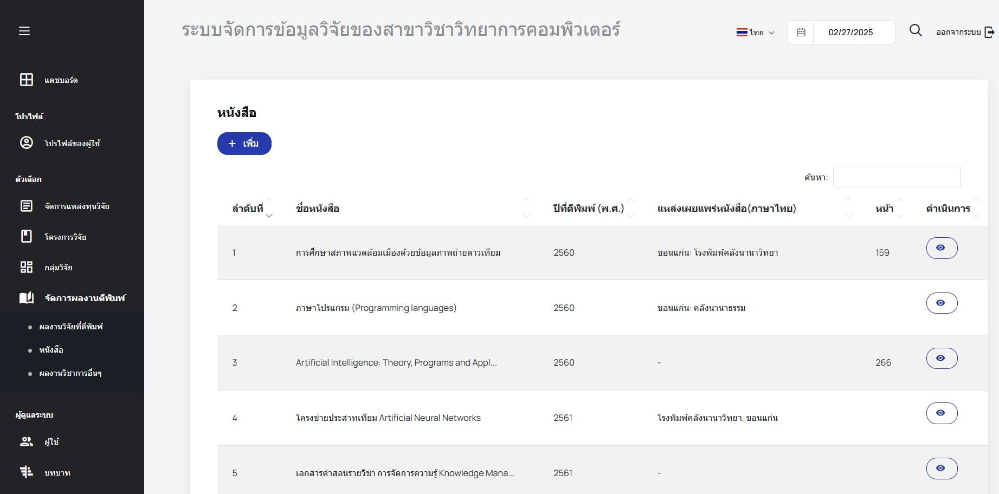 ระบบจัดการข้อมูลวิจัยของสาขาวิชาวิทยาการคอมพิวเตอร์
ไทย
02/27/2025
ออกจากระบบ
แดชบอร์ด
โปรไฟล์
โปรไฟล์ของผู้ใช้
ตัวเลือก
จัดการแหล่งทุนวิจัย
โครงการวิจัย
กลุ่มวิจัย
จัดการผลงานตีพิมพ์
ผลงานวิจัยที่ตีพิมพ์
หนังสือ
ผลงานวิชาการอื่นๆ
ผู้ดูแลระบบ
ผู้ใช้
บทบาท
หนังสือ
+ เพิ่ม
ค้นหา:
ลำดับที่ ชื่อหนังสือ ปีที่ตีพิมพ์ (พ.ศ.) แหล่งเผยแพร่หนังสือ(ภาษาไทย) หน้า ดำเนินการ
1 การศึกษาสภาพแวดล้อมเมืองด้วยข้อมูลภาพถ่ายดาวเทียม 2560 ขอนแก่น: โรงพิมพ์คลังนานาวิทยา 159
2 ภาษาโปรแกรม (Programming languages) 2560 ขอนแก่น: คลังนานาธรรม
3 Artificial Intelligence: Theory, Programs and Appl... 2560 - 266
4 โครงข่ายประสาทเทียม Artificial Neural Networks 2561 โรงพิมพ์คลังนานาวิทยา, ขอนแก่น
5 เอกสารคำสอนรายวิชา การจัดการความรู้ Knowledge Mana... 2561 -